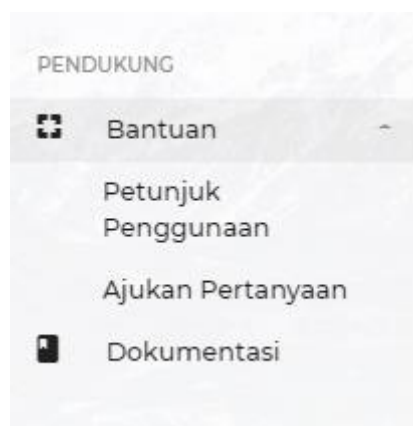 PENDUKUNG
Bantuan
Petunjuk
Penggunaan
Ajukan Pertanyaan
Dokumentasi